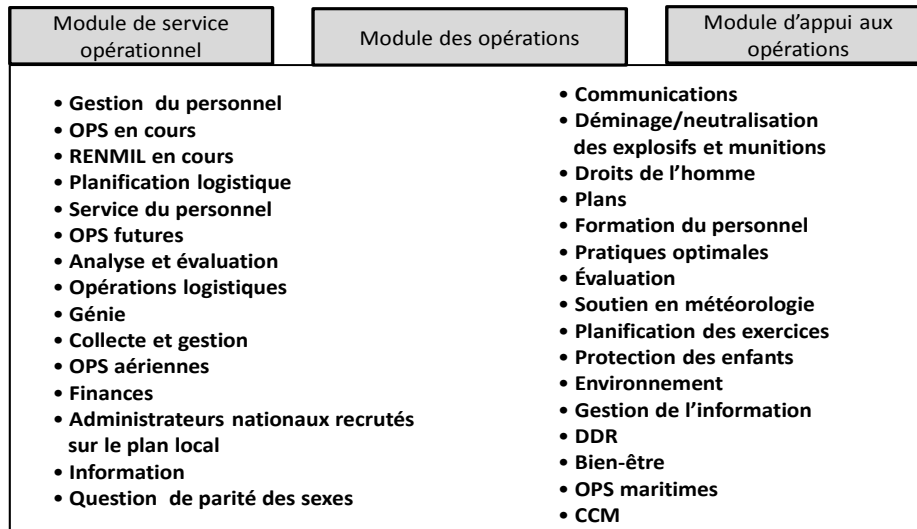 Module de service
opérationnel
Module des opérations
Module d'appui aux
opérations
• Gestion du personnel
• OPS en cours
• RENMIL en cours
• Planification logistique
• Service du personnel
• OPS futures
• Analyse et évaluation
• Opérations logistiques
• Génie
• Collecte et gestion
• OPS aériennes
• Finances
• Administrateurs nationaux recrutés
sur le plan local
• Information
• Question de parité des sexes
• Communications
• Déminage/neutralisation
des explosifs et munitions
• Droits de l'homme
• Plans
• Formation du personnel
• Pratiques optimales
• Évaluation
• Soutien en météorologie
• Planification des exercices
• Protection des enfants
• Environnement
• Gestion de l'information
• DDR
• Bien-être
• OPS maritimes
• CCM